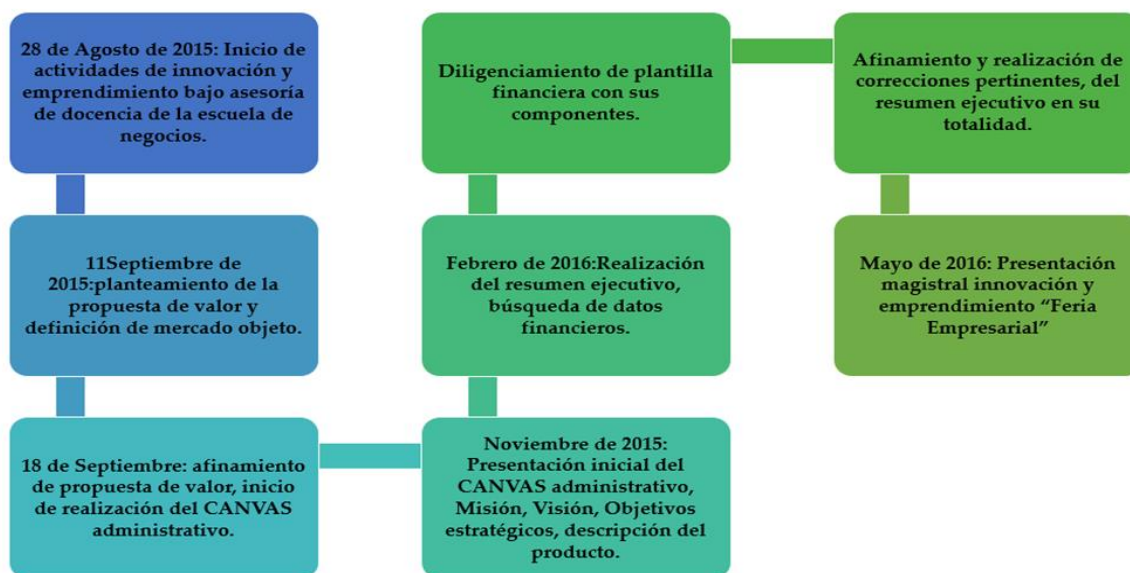 28 de Agosto de 2015: Inicio de
actividades de innovación y
emprendimiento bajo asesoría
de docencia de la escuela de
negocios.
11Septiembre de
2015:planteamiento de la
propuesta de valor y
definición de mercado objeto.
18 de Septiembre: afinamiento
de propuesta de valor, inicio
de realización del CANVAS
administrativo.
Noviembre de 2015:
Presentación inicial del
CANVAS administrativo,
Misión, Visión, Objetivos
estratégicos, descripción del
producto.
Febrero de 2016:Realización
del resumen ejecutivo,
búsqueda de datos
financieros.
Diligenciamiento de plantilla
financiera con sus
componentes.
Afinamiento y realización de
correcciones pertinentes, del
resumen ejecutivo en su
totalidad.
Mayo de 2016: Presentación
magistral innovación y
emprendimiento “Feria
Empresarial”